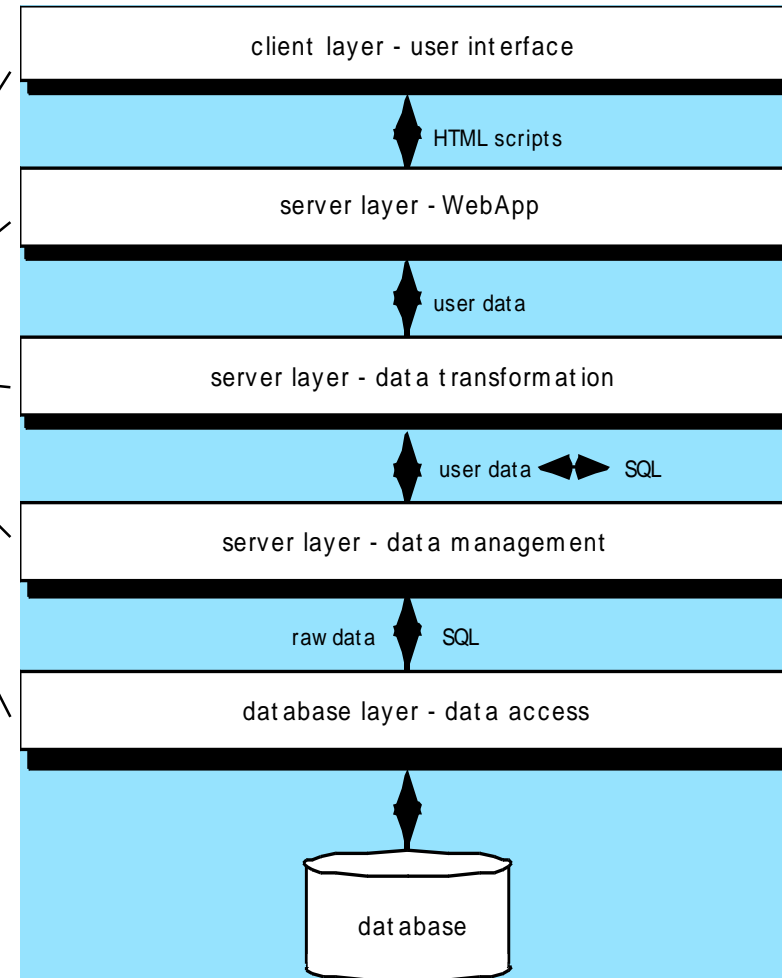 client layer - user interface
HTML scripts
server layer - WebApp
user data
server layer - data transformation
user data SQL
server layer - data management
raw data SQL
database layer - data access
database